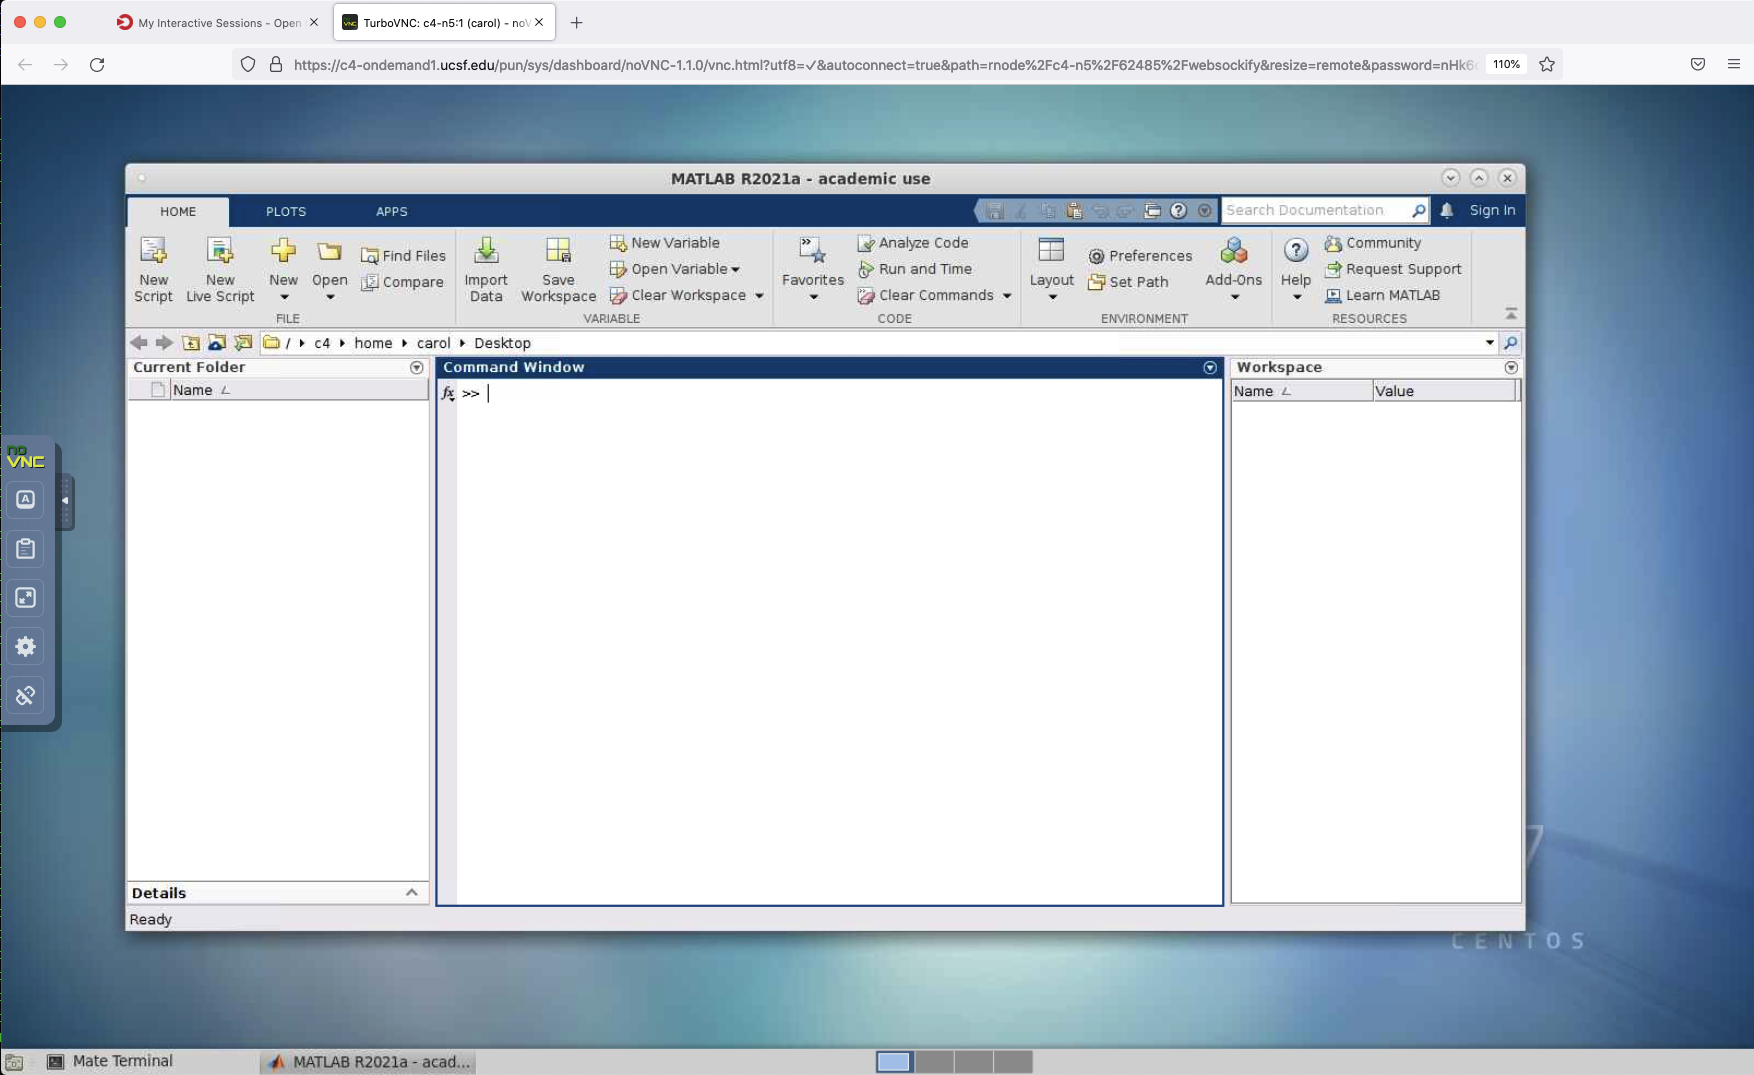 My Interactive Sessions - Open
TurboVNC: c4-n5:1 (carol) - noV
https://c4-ondemand1.ucsf.edu/pun/sys/dashboard/noVNC-1.1.0/vnc.html?utf8=✓&autoconnect=true&path=rnode%2Fc4-n5%2F62485%2Fwebsockify&resize=remote&password=nHk6
110%
MATLAB R2021a - academic use
HOME PLOTS APPS
Search Documentation
Sign In
New Script
New Live Script
New
Open
Find Files
Compare
FILE
Import Data
Save Workspace
New Variable
Open Variable
Clear Workspace
VARIABLE
Favorites
Analyze Code
Run and Time
Clear Commands
CODE
Layout
Preferences
Set Path
Add-Ons
ENVIRONMENT
Help
Community
Request Support
Learn MATLAB
RESOURCES
/ c4 home carol Desktop
Current Folder
Name
Command Window
fx >>
Workspace
Name Value
no
VNC
A
Details
Ready
7
CENTOS
Mate Terminal
MATLAB R2021a - acad...